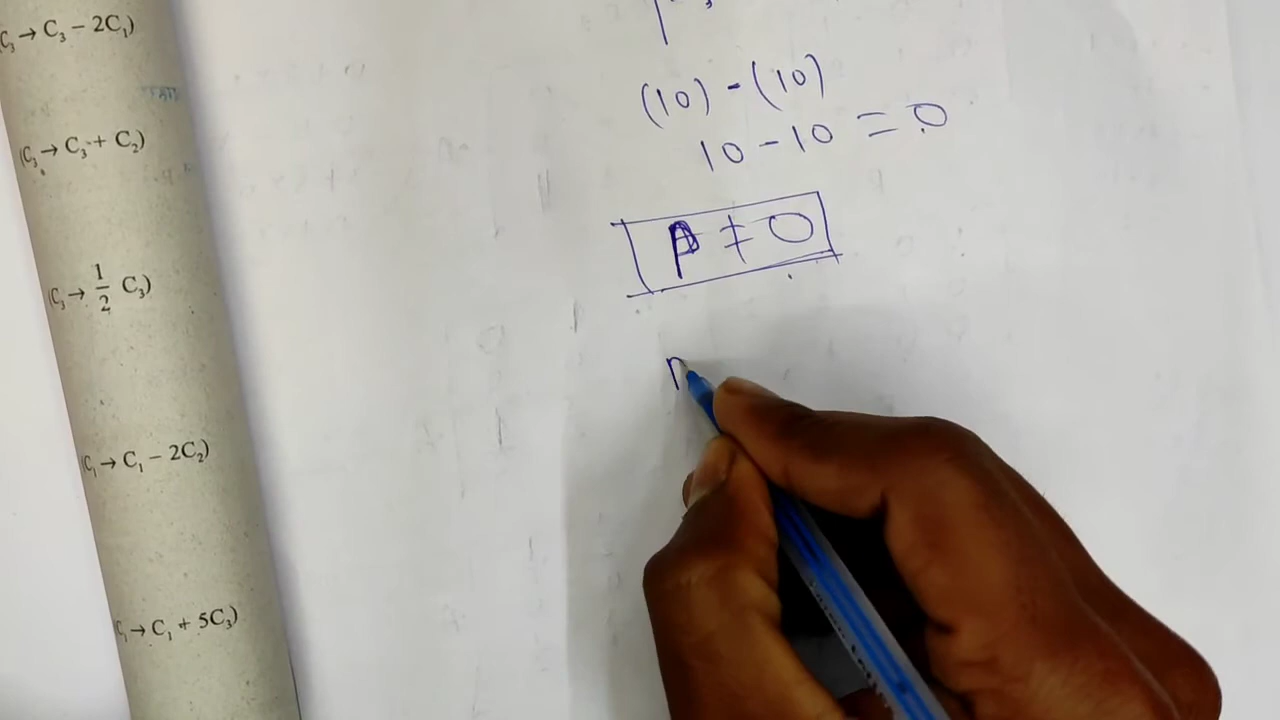 (C₃ → C₃ − 2C₁)
(C₃ → C₃ + C₂)
(C₃ → 1/2 C₃)
(C₁ → C₁ − 2C₂)
C₁ → C₁ + 5C₃)
(10) - (10)
10 - 10 = 0
A ≠ 0